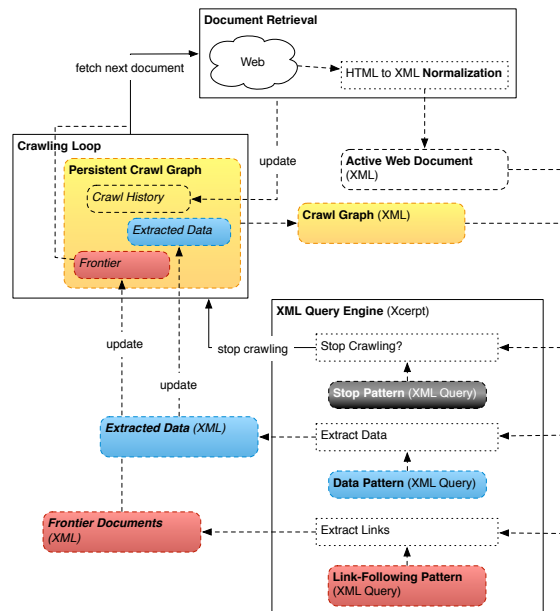 Document Retrieval
Web
HTML to XML Normalization
fetch next document
update
Active Web Document
(XML)
Crawling Loop
Persistent Crawl Graph
Crawl History
Extracted Data
Frontier
Crawl Graph (XML)
XML Query Engine (Xcerpt)
stop crawling
Stop Crawling?
update
update
Stop Pattern (XML Query)
Extracted Data (XML)
Extract Data
Data Pattern (XML Query)
Frontier Documents
(XML)
Extract Links
Link-Following Pattern
(XML Query)